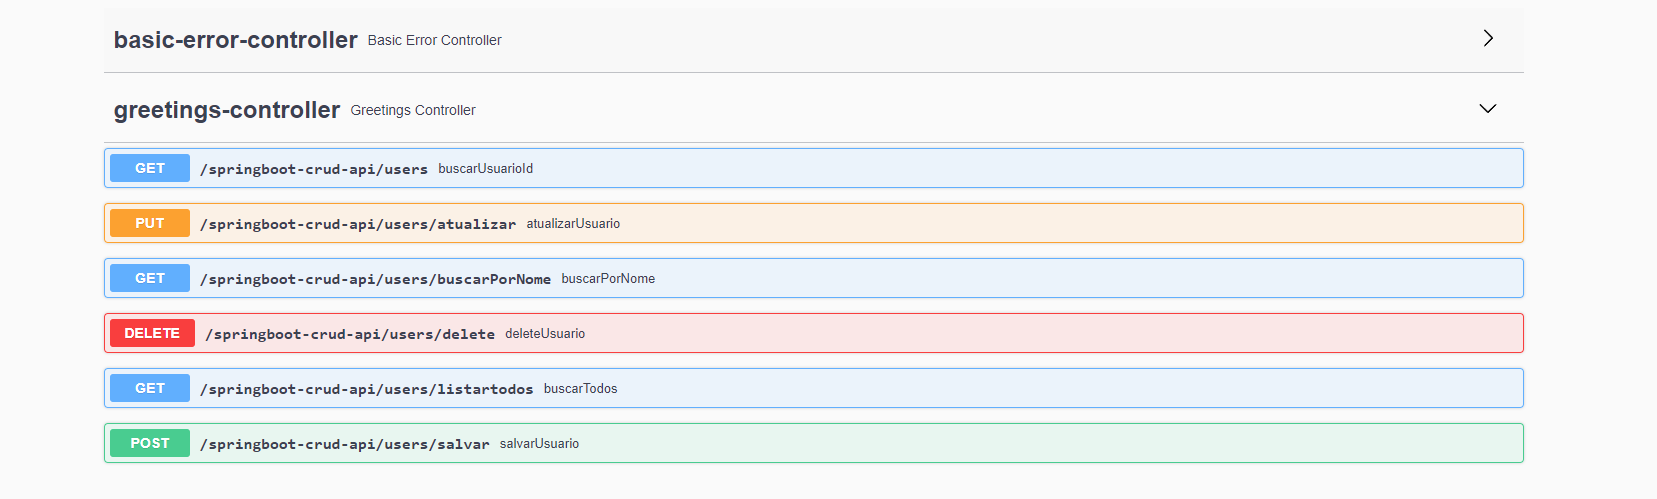 basic-error-controller Basic Error Controller
greetings-controller Greetings Controller
GET /springboot-crud-api/users buscarUsuarioId
PUT /springboot-crud-api/users/atualizar atualizarUsuario
GET /springboot-crud-api/users/buscarPorNome buscarPorNome
DELETE /springboot-crud-api/users/delete deleteUsuario
GET /springboot-crud-api/users/listartodos buscarTodos
POST /springboot-crud-api/users/salvar salvarUsuario